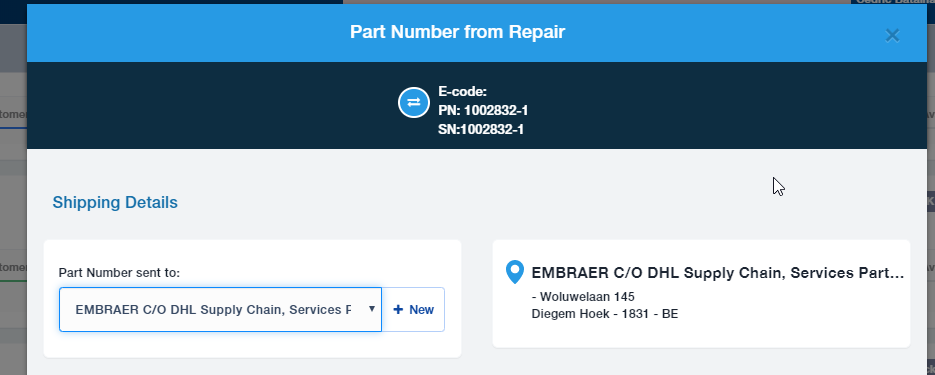 Part Number from Repair
E-code:
PN: 1002832-1
SN:1002832-1
Shipping Details
Part Number sent to:
EMBRAER C/O DHL Supply Chain, Services P
+ New
EMBRAER C/O DHL Supply Chain, Services Part...
- Woluwelaan 145
Diegem Hoek - 1831 - BE